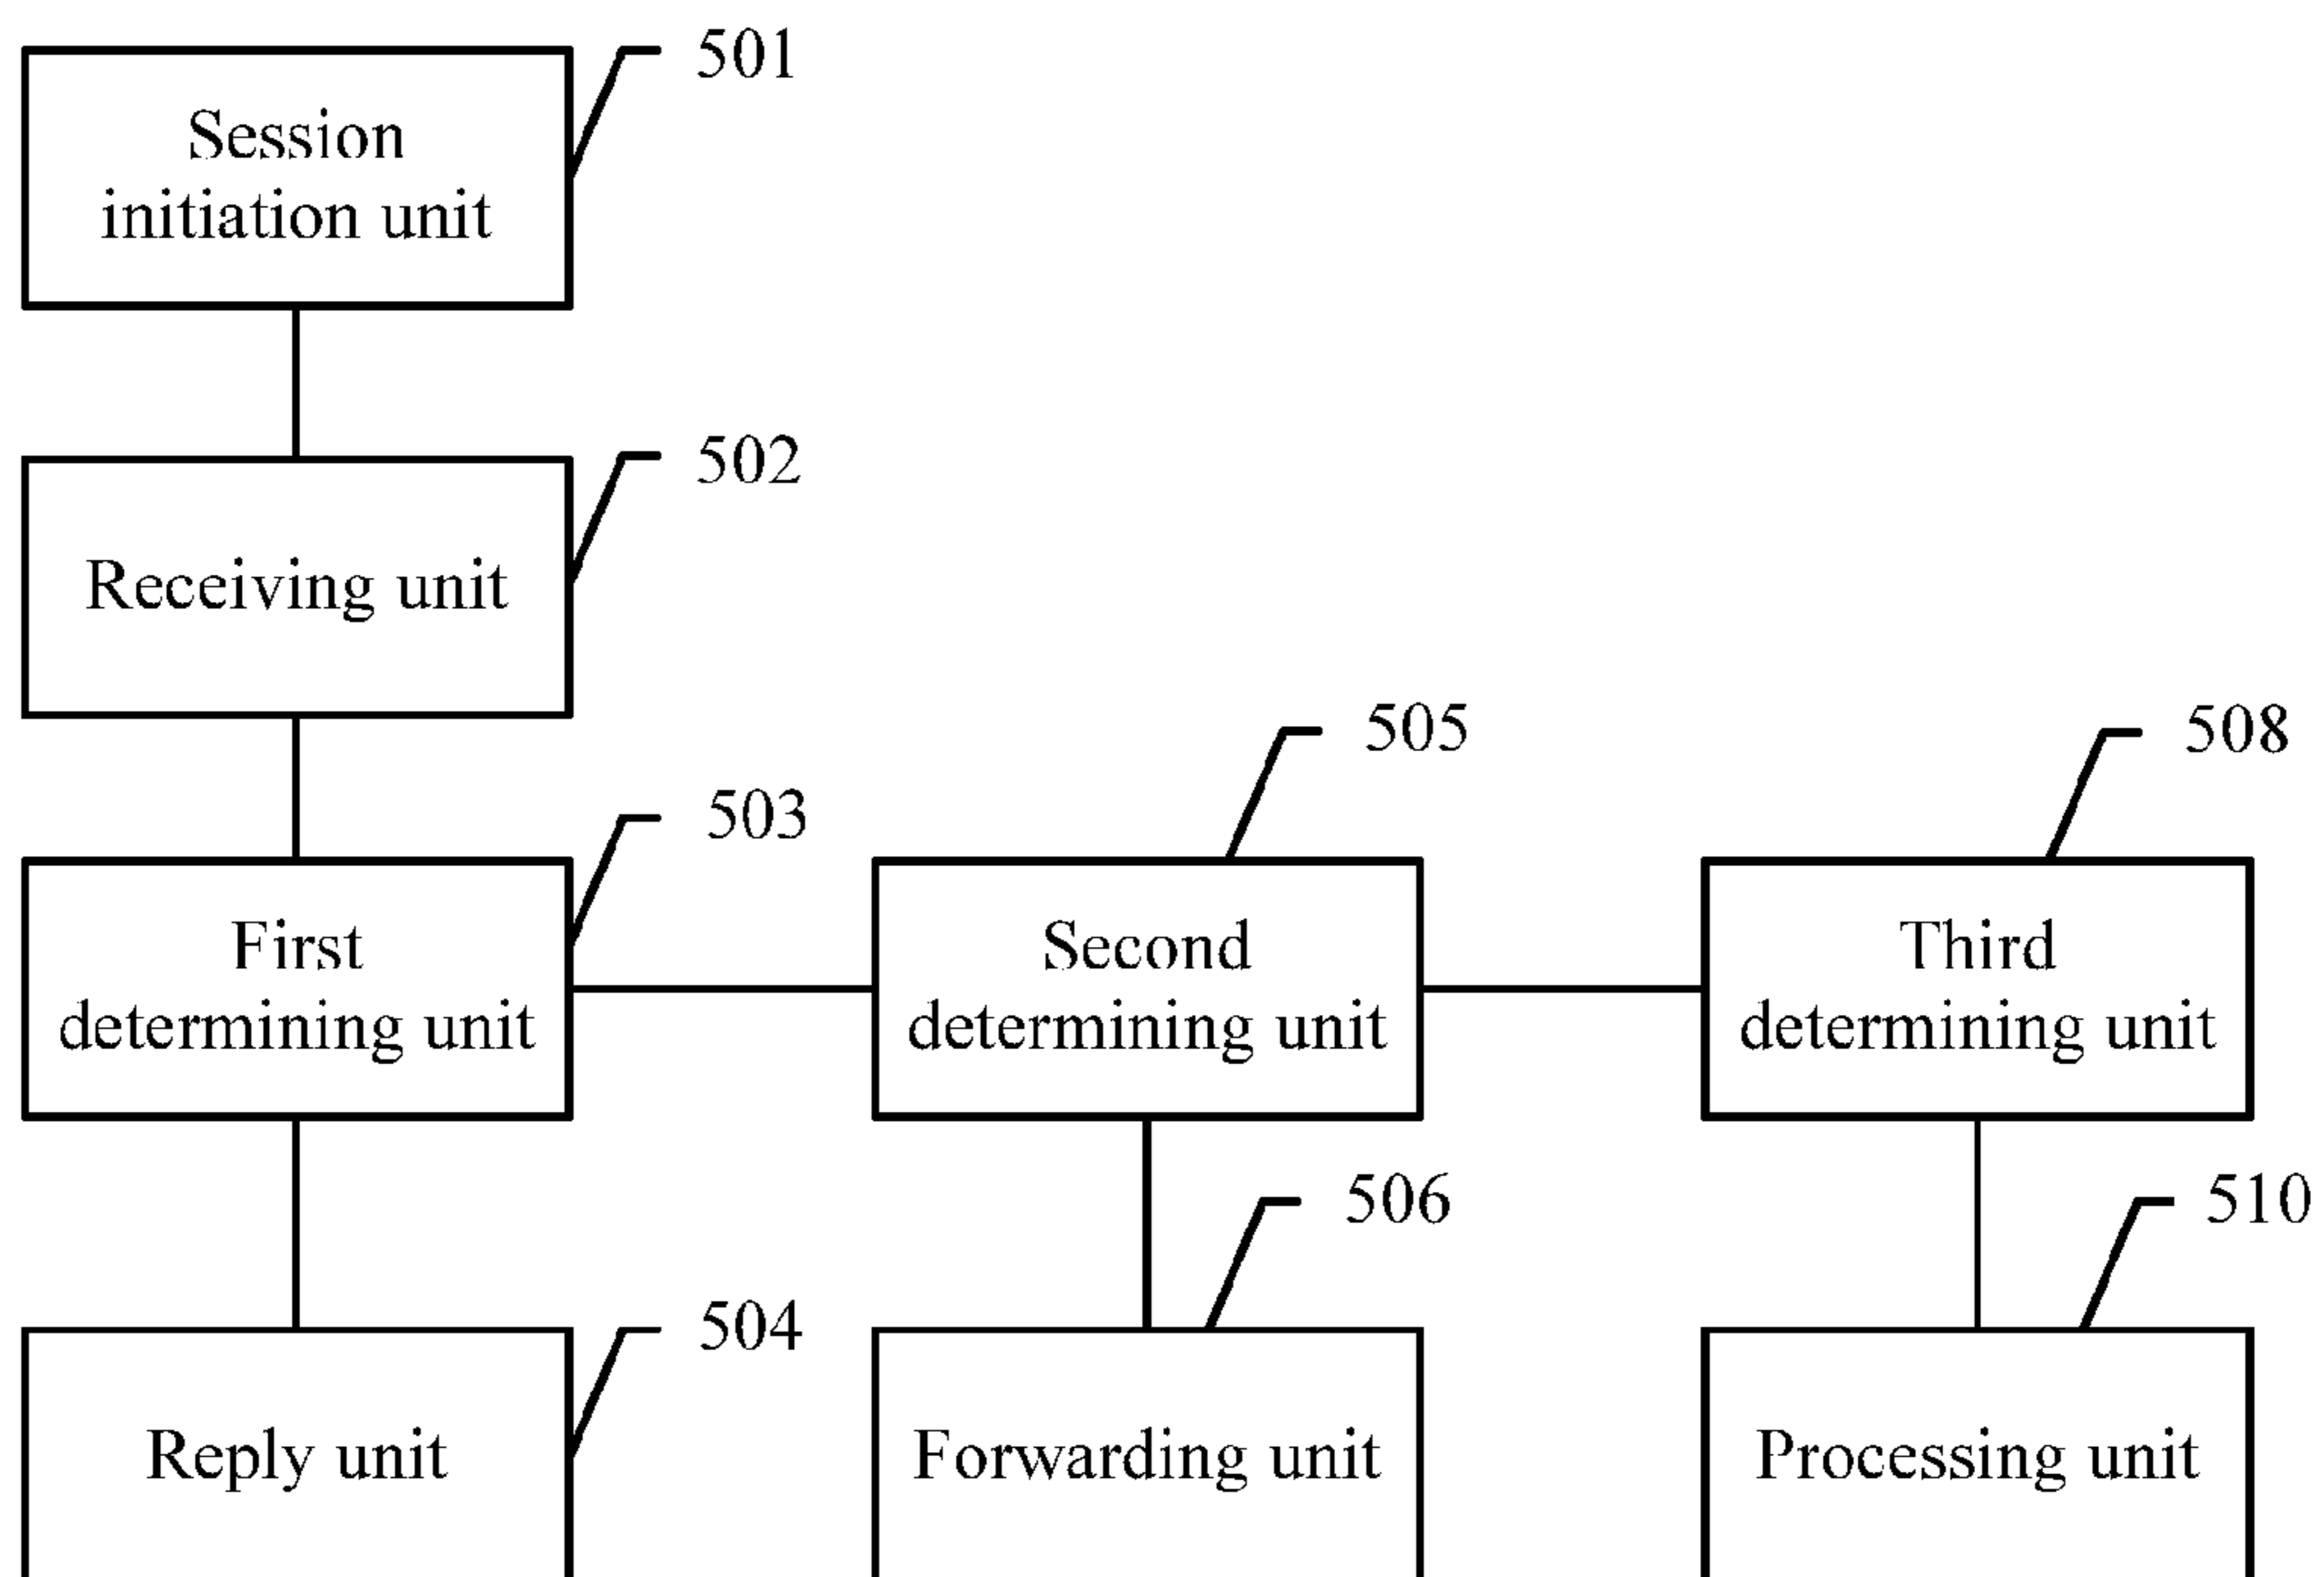 501
Session
initiation unit
502
Receiving unit
503
First
determining unit
505
Second
determining unit
508
Third
determining unit
504
Reply unit
506
Forwarding unit
510
Processing unit